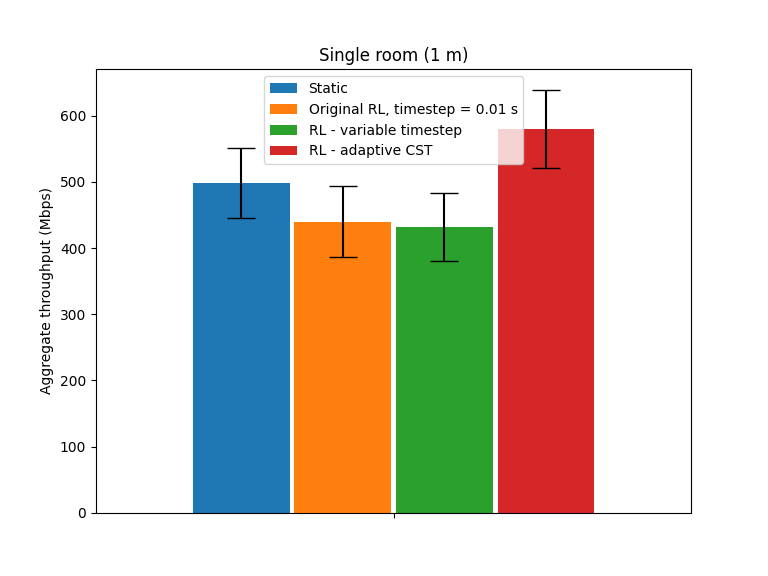 Single room (1 m)
Static
Original RL, timestep = 0.01 s
RL - variable timestep
RL - adaptive CST
Aggregate throughput (Mbps)
600
500
400
300
200
100
0